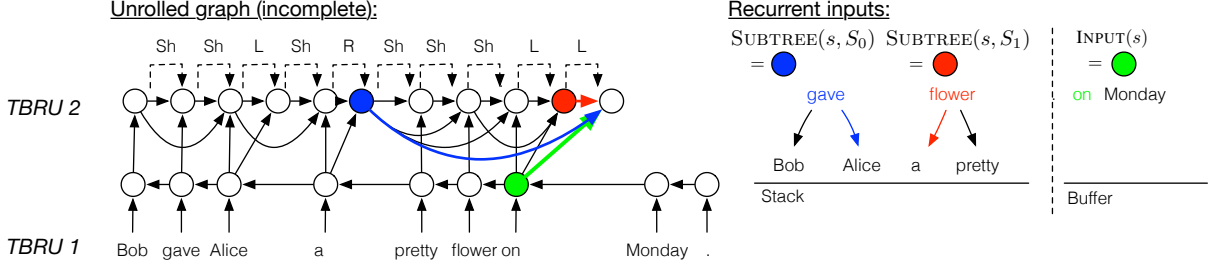 Unrolled graph (incomplete):
Sh Sh L Sh R Sh Sh Sh L L
TBRU 2
Bob gave Alice a pretty flower on Monday .
TBRU 1
Recurrent inputs:
SUBTREE(s, S₀) SUBTREE(s, S₁) INPUT(s)
= = =
gave flower on Monday
Bob Alice a pretty
Stack Buffer